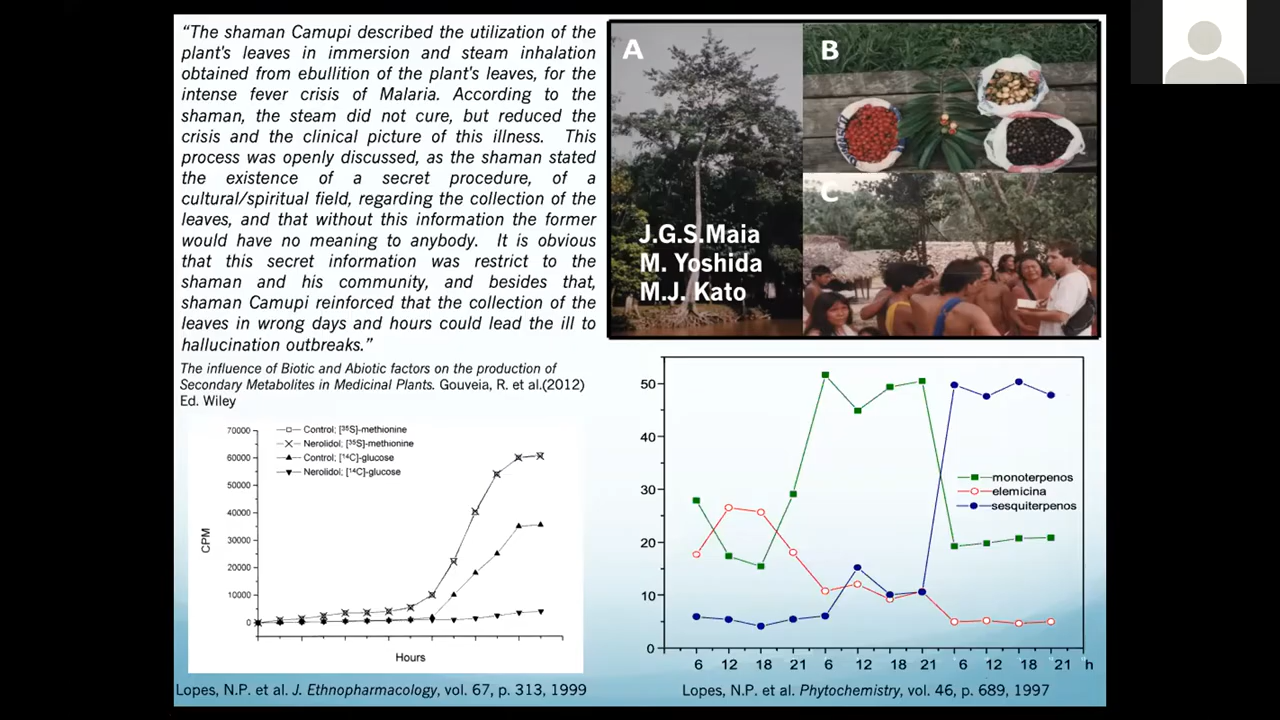 “The shaman Camupi described the utilization of the
plant's leaves in immersion and steam inhalation
obtained from ebullition of the plant's leaves, for the
intense fever crisis of Malaria. According to the
shaman, the steam did not cure, but reduced the
crisis and the clinical picture of this illness. This
process was openly discussed, as the shaman stated
the existence of a secret procedure, of a
cultural/spiritual field, regarding the collection of the
leaves, and that without this information the former
would have no meaning to anybody. It is obvious
that this secret information was restrict to the
shaman and his community, and besides that,
shaman Camupi reinforced that the collection of the
leaves in wrong days and hours could lead the ill to
hallucination outbreaks.”
The influence of Biotic and Abiotic factors on the production of
Secondary Metabolites in Medicinal Plants. Gouveia, R. et al.(2012)
Ed. Wiley
A
B
C
J.G.S.Maia
M. Yoshida
M.J. Kato
Control; [³⁵S]-methionine
Nerolidol; [³⁵S]-methionine
Control; [¹⁴C]-glucose
Nerolidol; [¹⁴C]-glucose
70000
60000
50000
40000
30000
20000
10000
0
CPM
Hours
Lopes, N.P. et al. J. Ethnopharmacology, vol. 67, p. 313, 1999
50
40
30
20
10
0
monoterpenos
elemicina
sesquiterpenos
6 12 18 21 6 12 18 21 6 12 18 21 h
Lopes, N.P. et al. Phytochemistry, vol. 46, p. 689, 1997